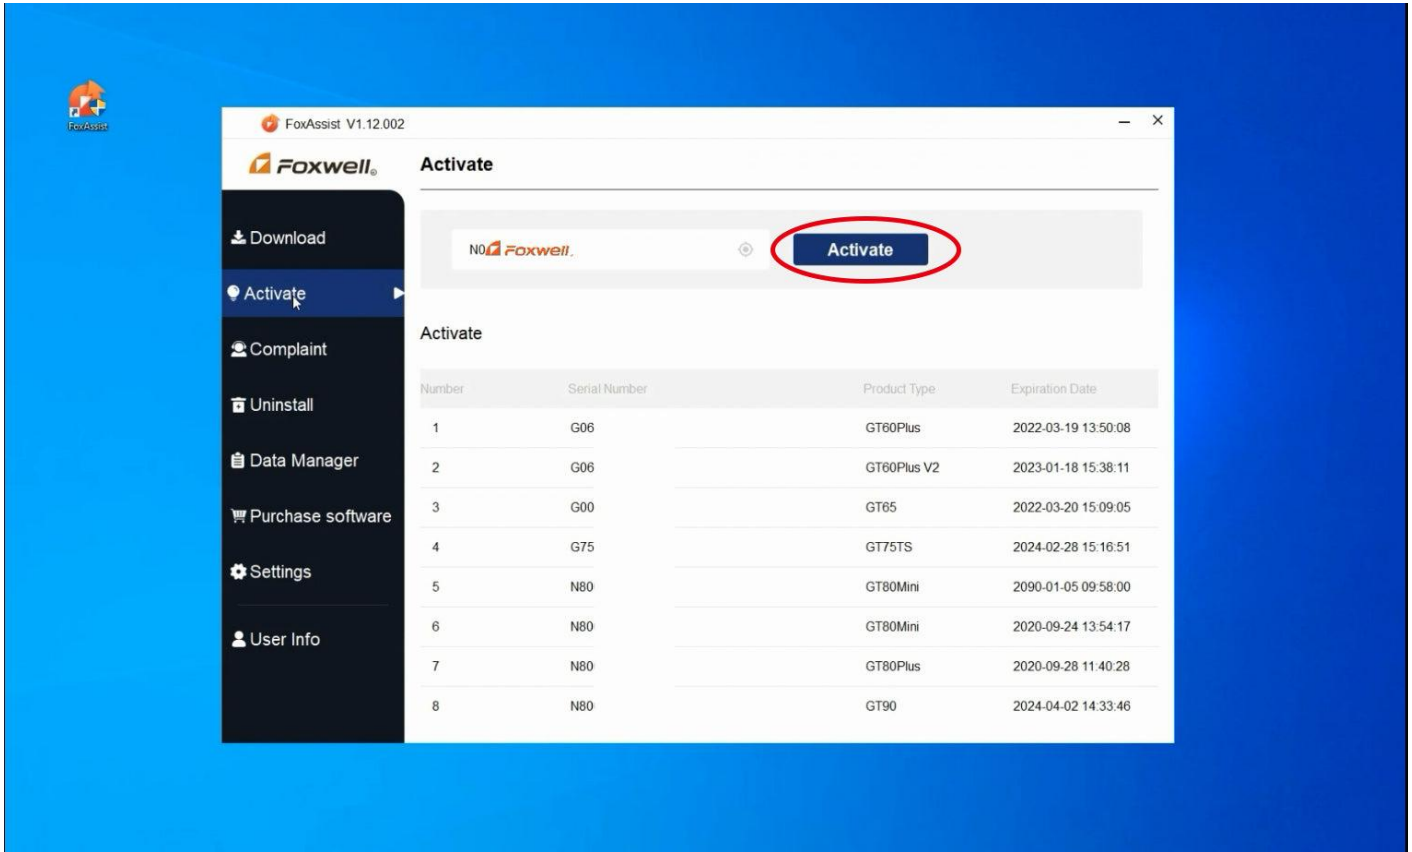 FoxAssist
FoxAssist V1.12.002
Foxwell®
Activate
Download
Activate
Complaint
Uninstall
Data Manager
Purchase software
Settings
User Info
N0 Foxwell
Activate
Activate
Number Serial Number Product Type Expiration Date
1 G06 GT60Plus 2022-03-19 13:50:08
2 G06 GT60Plus V2 2023-01-18 15:38:11
3 G00 GT65 2022-03-20 15:09:05
4 G75 GT75TS 2024-02-28 15:16:51
5 N80 GT80Mini 2090-01-05 09:58:00
6 N80 GT80Mini 2020-09-24 13:54:17
7 N80 GT80Plus 2020-09-28 11:40:28
8 N80 GT90 2024-04-02 14:33:46